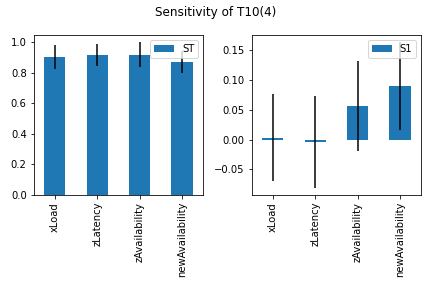 Sensitivity of T10(4)
ST
1.0
0.8
0.6
0.4
0.2
0.0
xLoad
zLatency
zAvailability
newAvailability
S1
0.15
0.10
0.05
0.00
−0.05
xLoad
zLatency
zAvailability
newAvailability